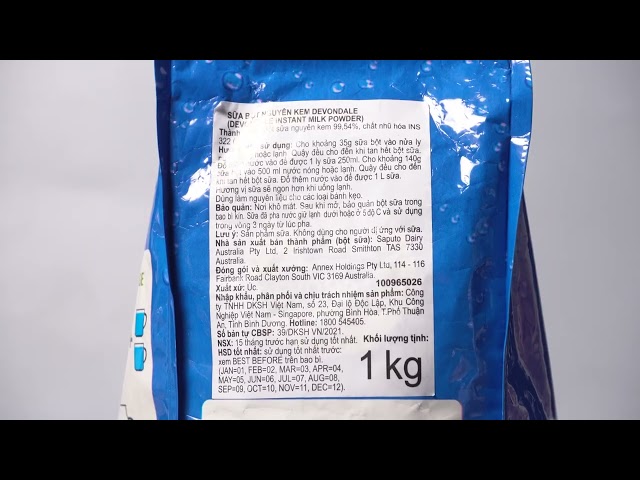 SỮA BỘT NGUYÊN KEM DEVONDALE
INSTANT MILK POWDER)
Thành sữa nguyên kem 99,54%, chất nhũ hóa INS
322
sử dụng: Cho khoảng 35g sữa bột vào nửa ly
hoặc lạnh. Quậy đều cho đến khi tan hết bột sữa.
nước vào để được 1 ly sữa 250ml. Cho khoảng 140g
vào 500 ml nước nóng hoặc lạnh. Quậy đều cho đến
khi tan hết bột sữa. Đổ thêm nước vào để được 1 L sữa.
Hương vị sữa sẽ ngon hơn khi uống lạnh.
Dùng làm nguyên liệu cho các loại bánh kẹo.
Bảo quản: Nơi khô mát. Sau khi mở, bảo quản bột sữa trong
bao bì kín. Sữa đã pha nước giữ lạnh dưới hoặc ở 5 độ C và sử dụng
trong vòng 3 ngày từ lúc pha.
Lưu ý: Sản phẩm sữa. Không dùng cho người dị ứng với sữa.
Nhà sản xuất bán thành phẩm (bột sữa): Saputo Dairy
Australia Pty Ltd, 2 Irishtown Road Smithton TAS 7330
Australia.
Đóng gói và xuất xưởng: Annex Holdings Pty Ltd, 114 - 116
Fairbank Road Clayton South VIC 3169 Australia.
Xuất xứ: Úc. 100965026
Nhập khẩu, phân phối và chịu trách nhiệm sản phẩm: Công
ty TNHH DKSH Việt Nam, số 23, Đại lộ Độc Lập, Khu Công
Nghiệp Việt Nam - Singapore, phường Bình Hòa, T.Phố Thuận
An, Tỉnh Bình Dương. Hotline: 1800 545405.
Số bản tự CBSP: 39/DKSH VN/2021.
NSX: 15 tháng trước hạn sử dụng tốt nhất. Khối lượng tịnh:
HSD tốt nhất: sử dụng tốt nhất trước:
xem BEST BEFORE trên bao bì.
(JAN=01, FEB=02, MAR=03, APR=04,
MAY=05, JUN=06, JUL=07, AUG=08,
SEP=09, OCT=10, NOV=11, DEC=12).
1 kg